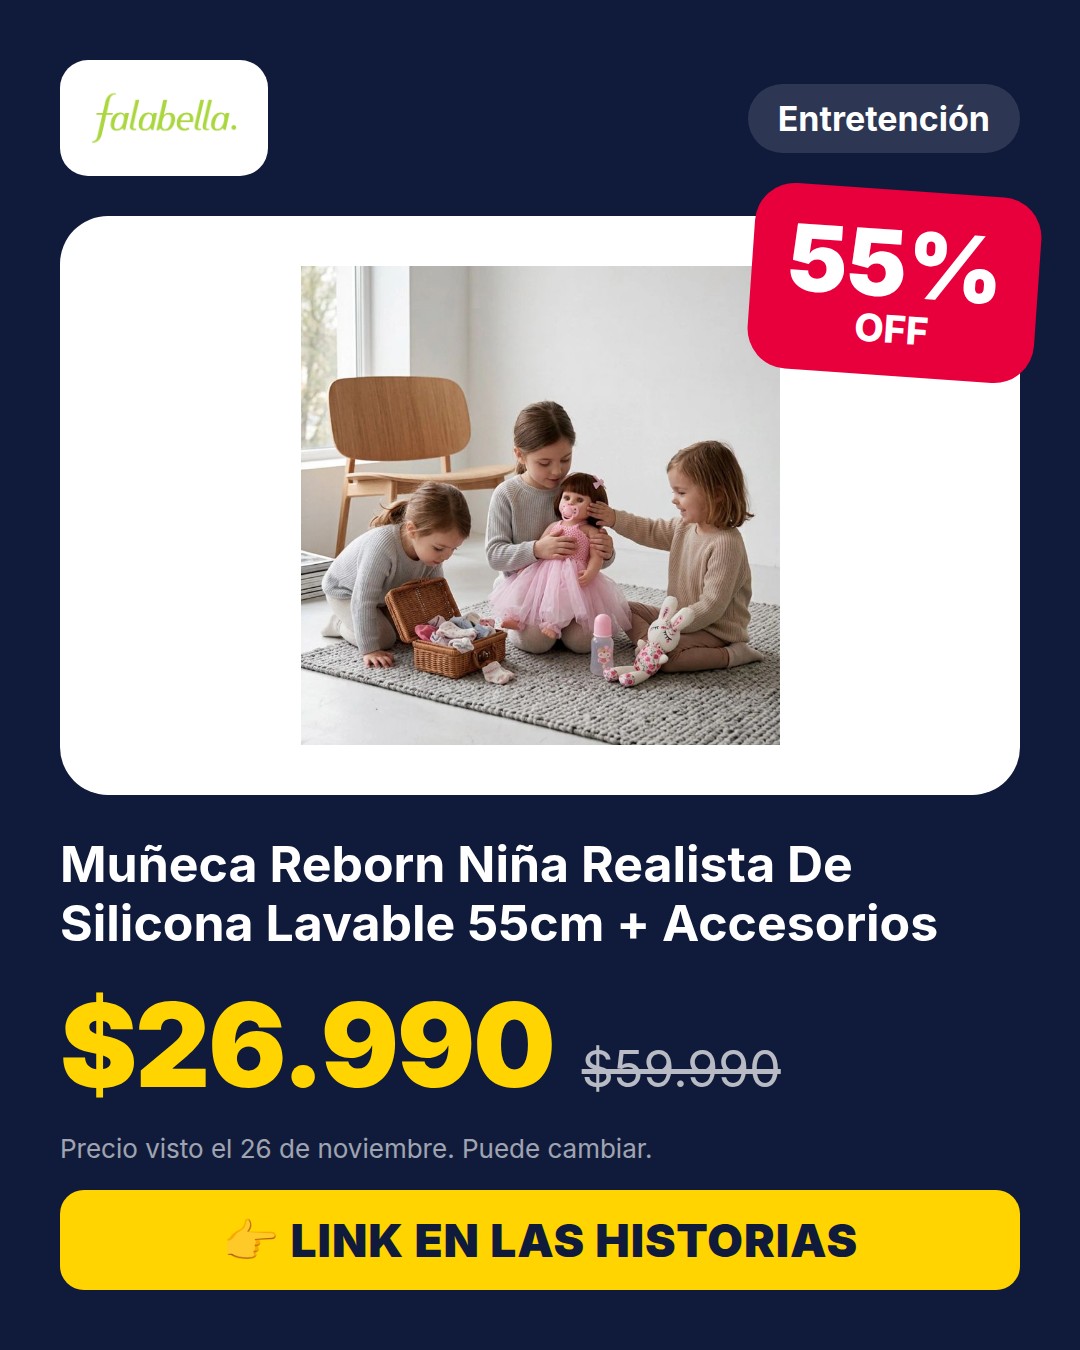 falabella.
Entretención
55%
OFF
Muñeca Reborn Niña Realista De
Silicona Lavable 55cm + Accesorios
$26.990 $59.990
Precio visto el 26 de noviembre. Puede cambiar.
👉 LINK EN LAS HISTORIAS